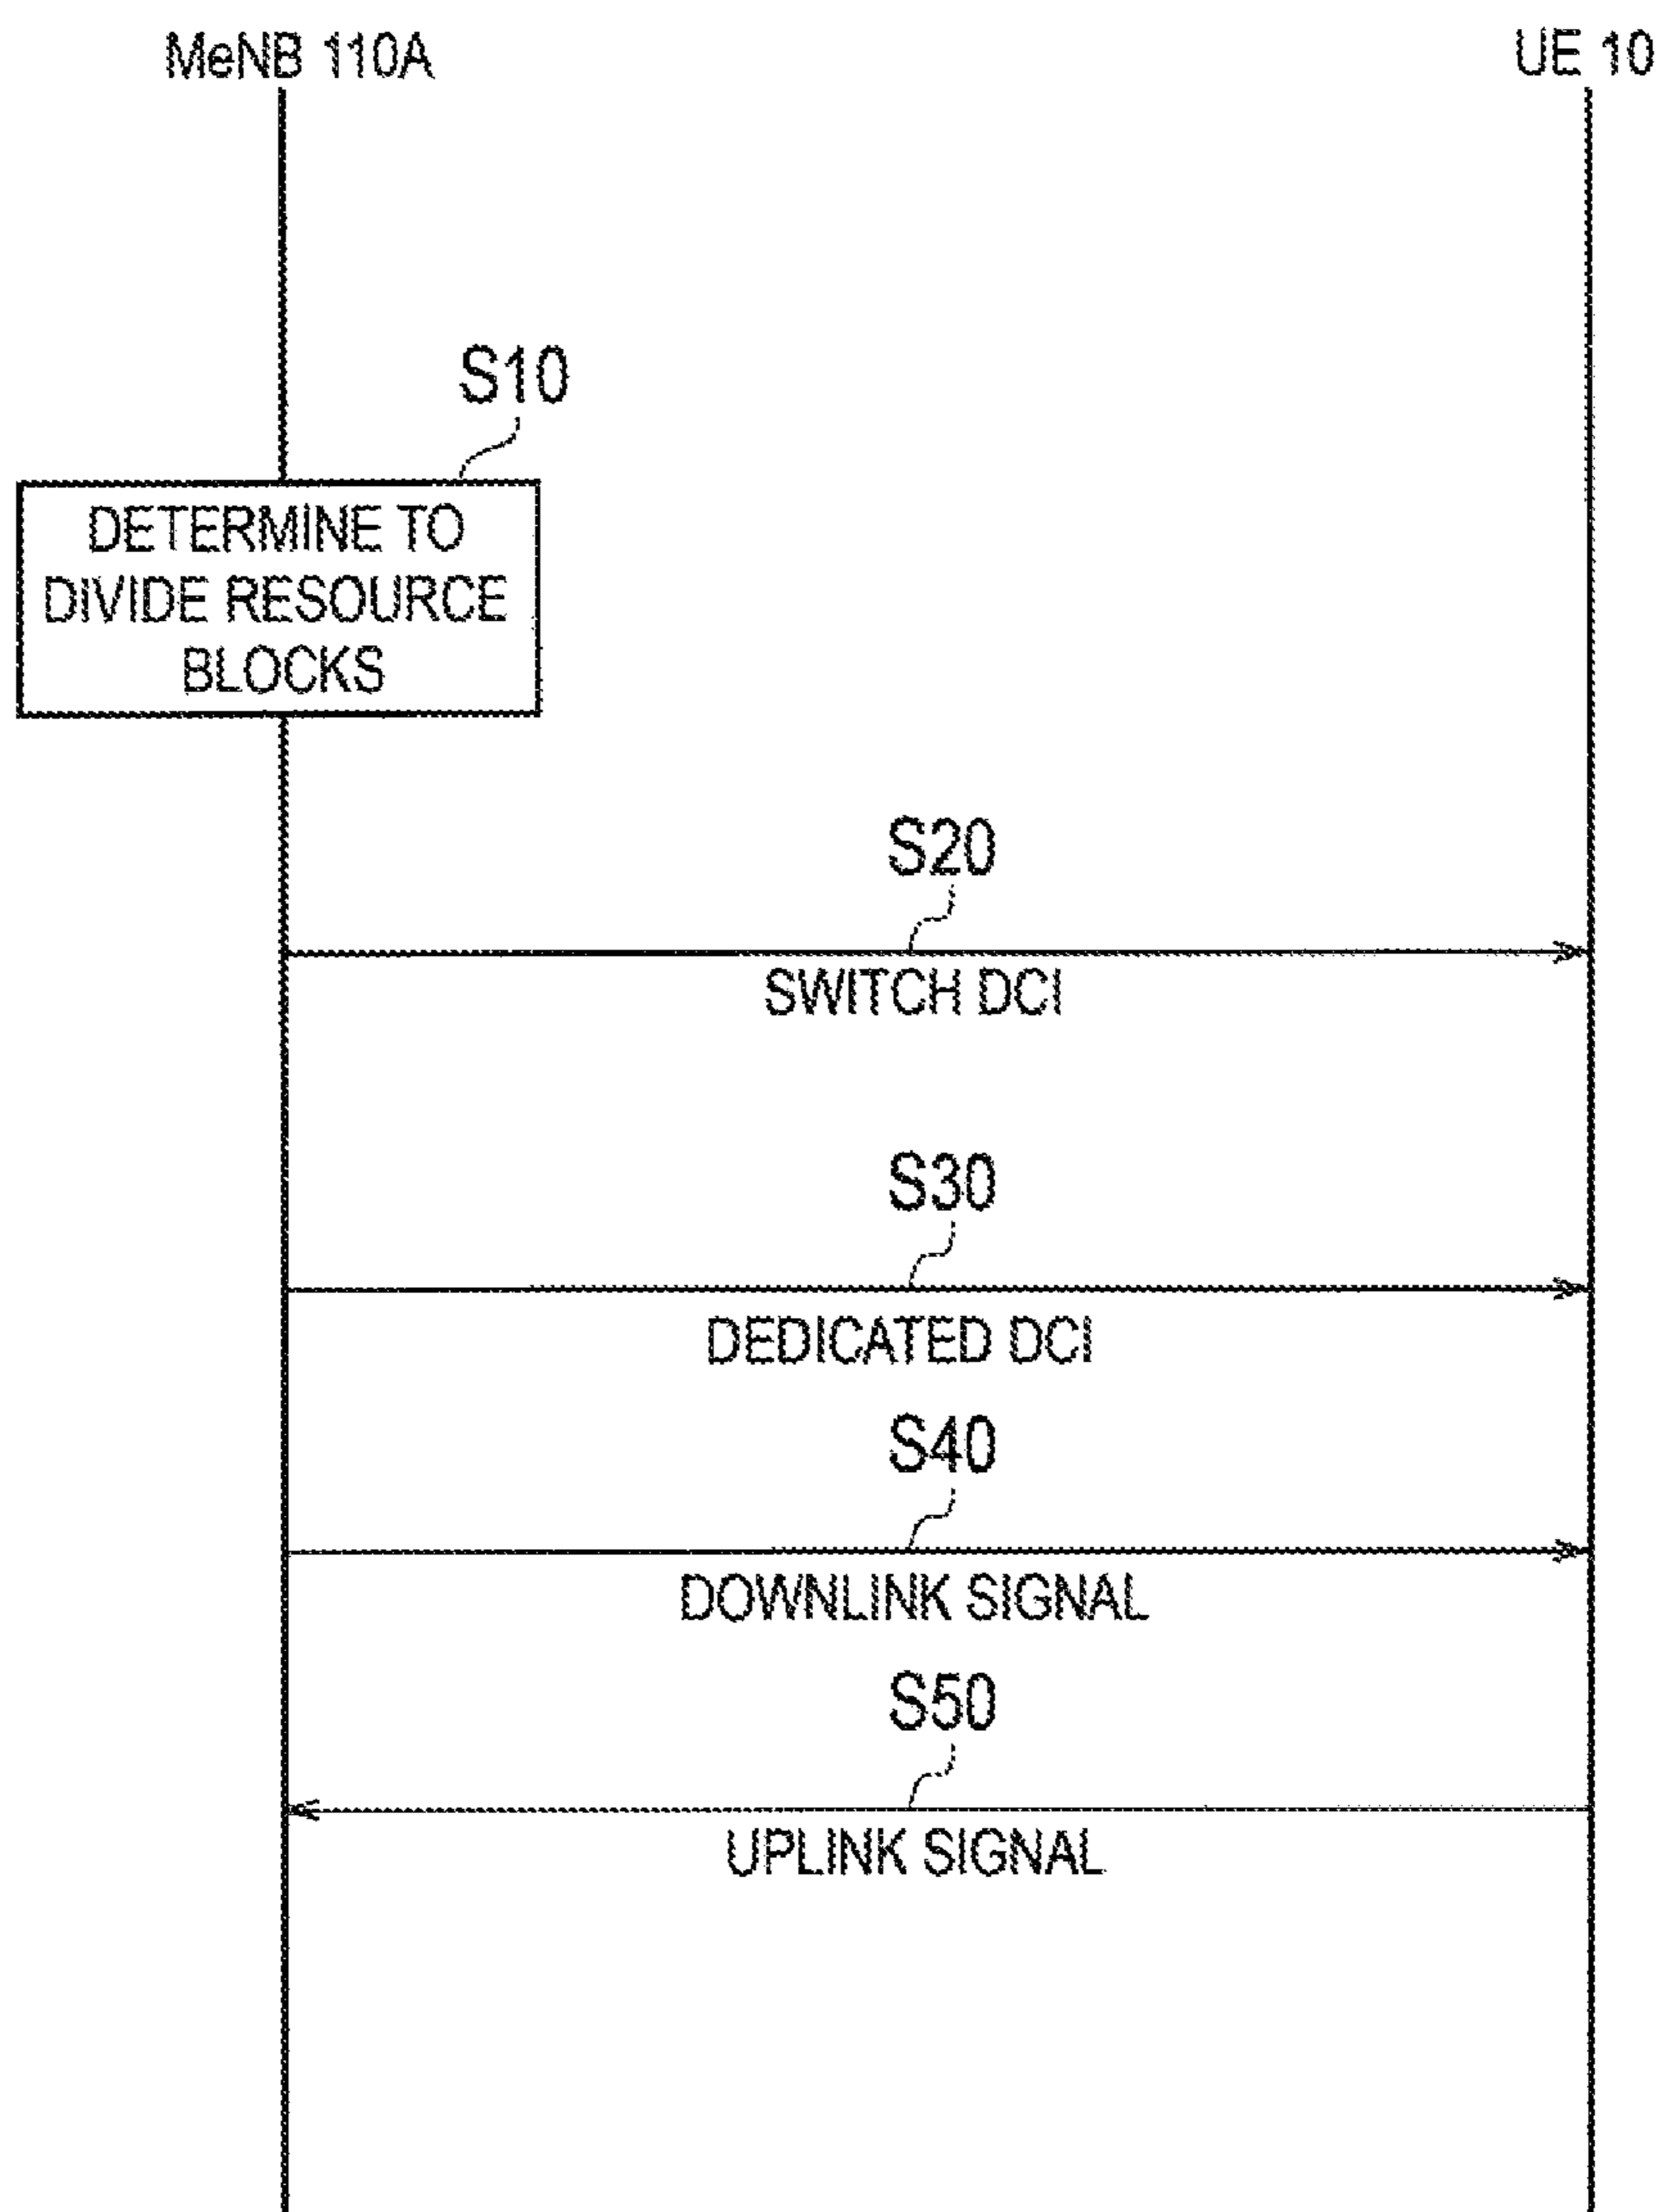 MeNB 110A
UE 10
S10
DETERMINE TO
DIVIDE RESOURCE
BLOCKS
S20
SWITCH DCI
S30
DEDICATED DCI
S40
DOWNLINK SIGNAL
S50
UPLINK SIGNAL